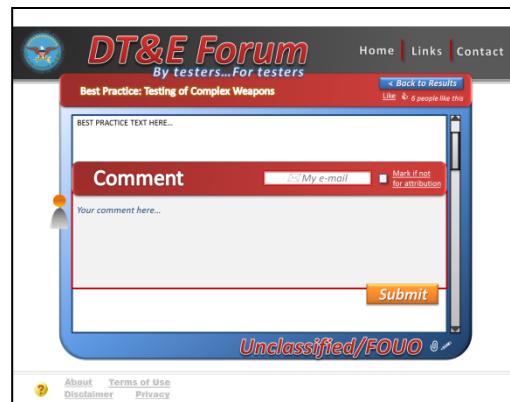 DT&E Forum
Home Links Contact
By testers...For testers
Best Practice: Testing of Complex Weapons
< Back to Results
Like 6 people like this
BEST PRACTICE TEXT HERE...
Comment
My e-mail
Mark if not
for attribution
Your comment here...
Submit
Unclassified/FOUO
About Terms of Use
Disclaimer Privacy